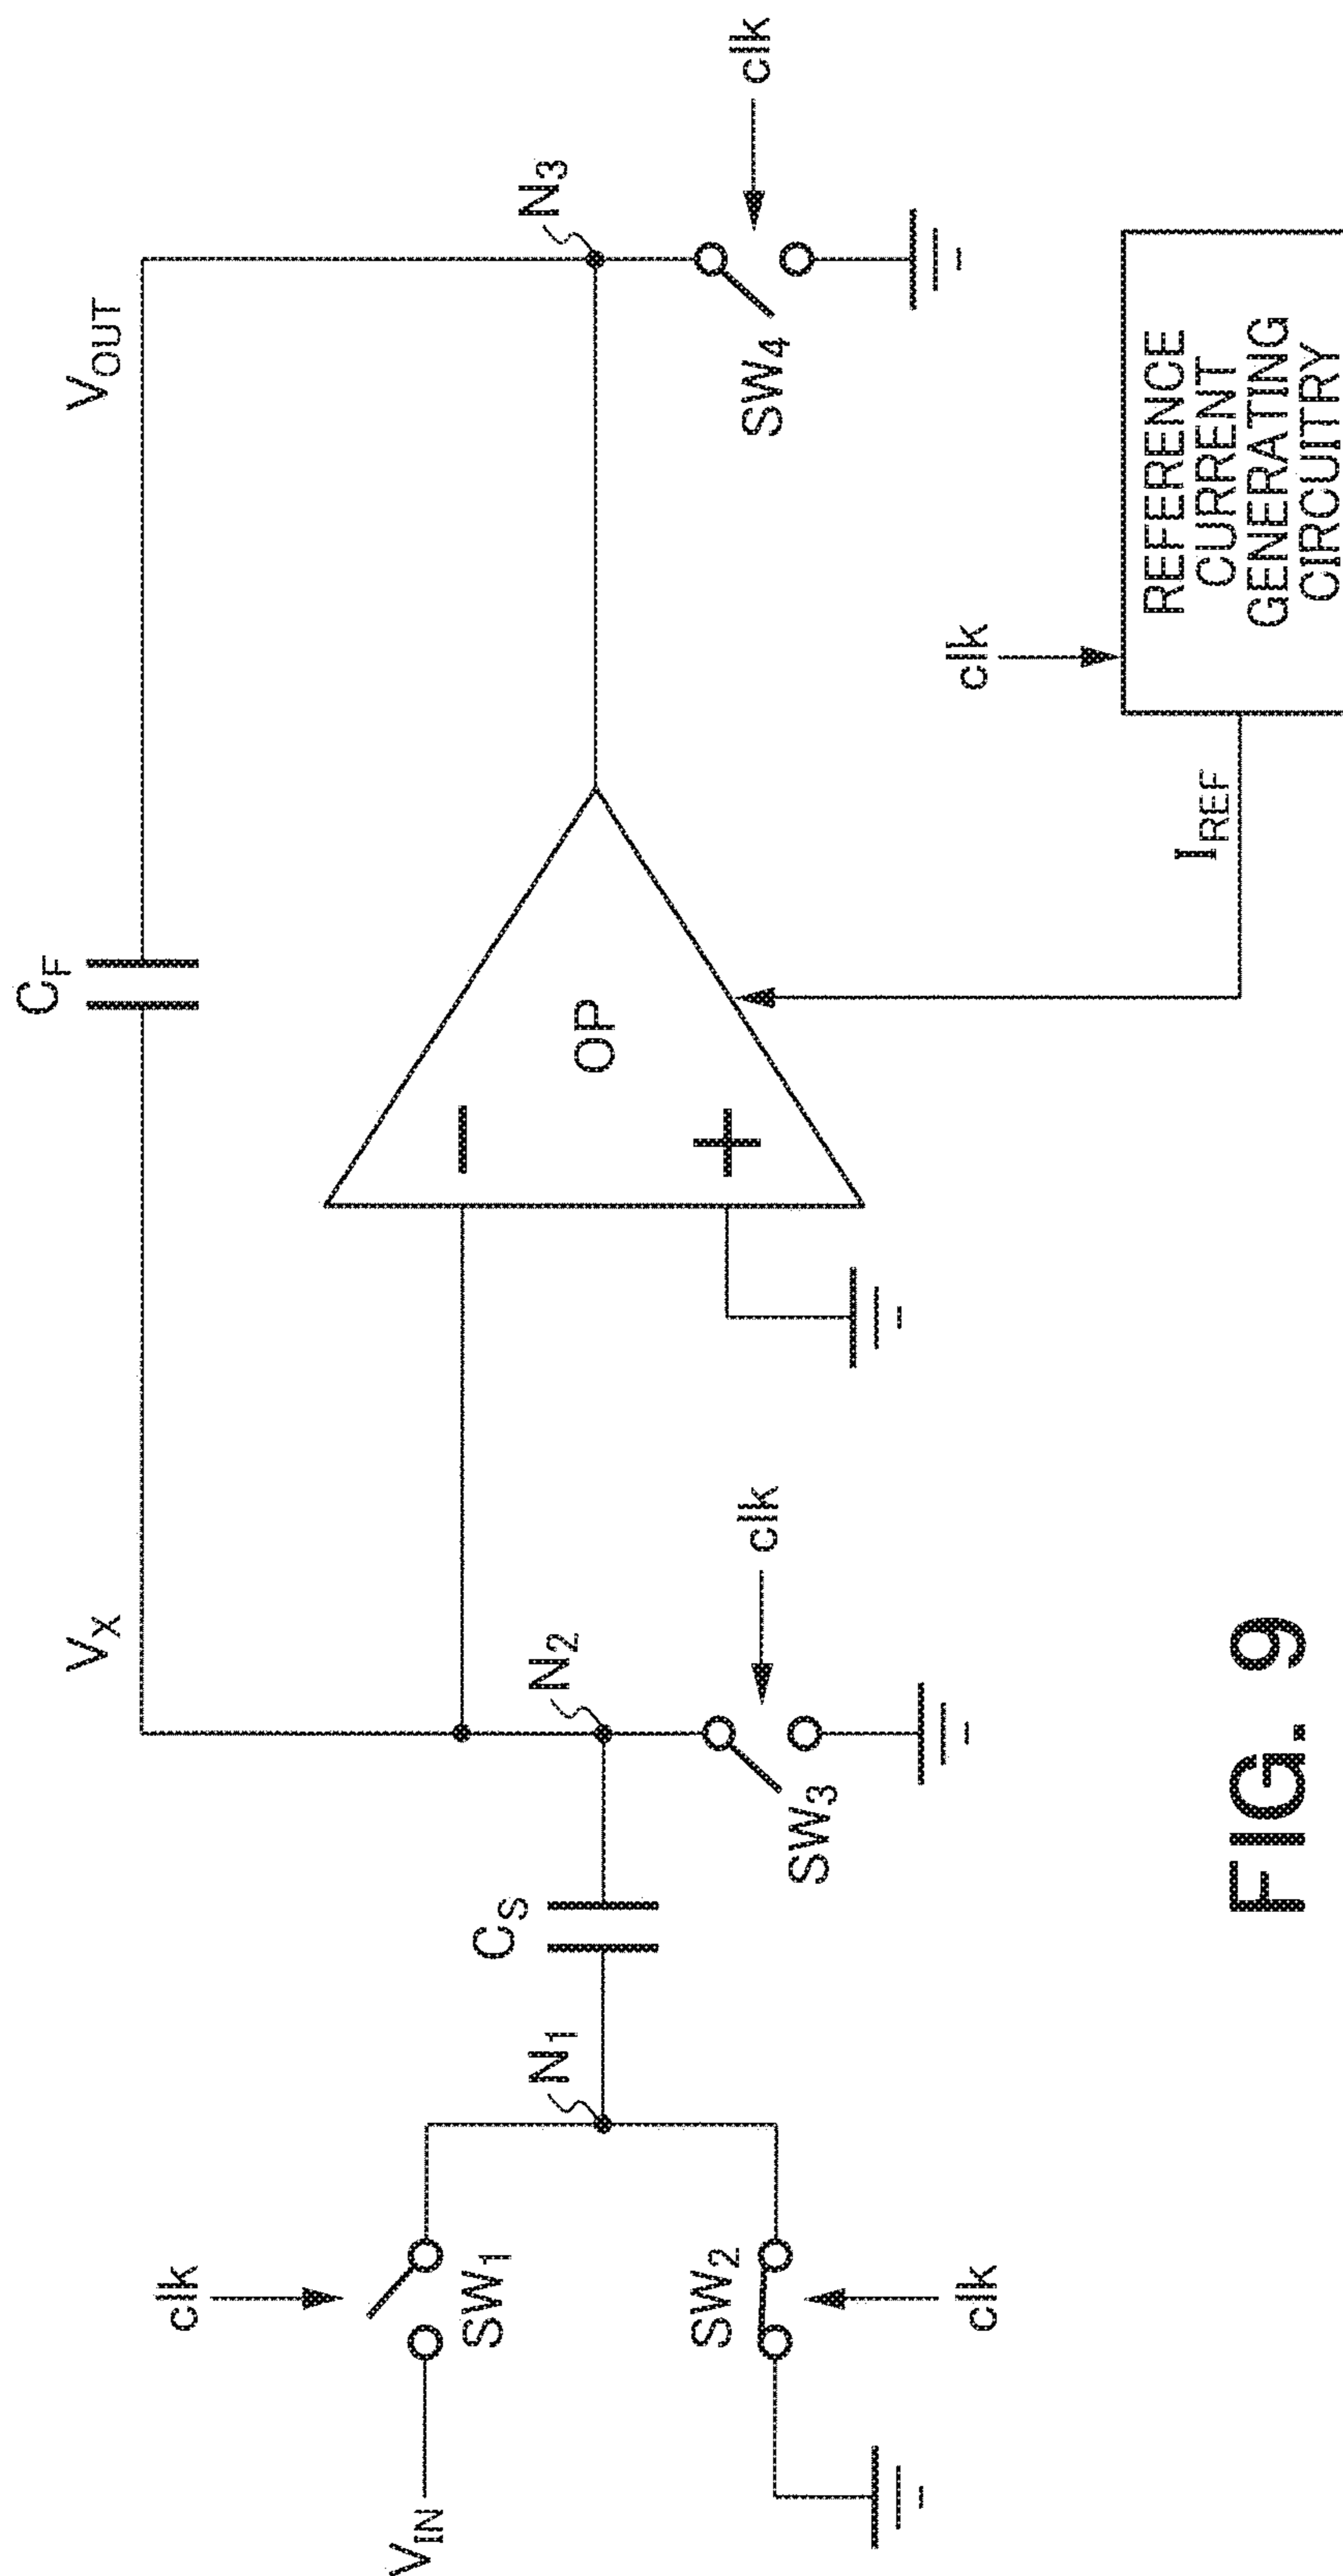 C_F
V_X
V_OUT
clk
SW_1
V_IN
N_1
C_S
N_2
OP
−
+
N_3
SW_2
clk
SW_3
clk
SW_4
clk
clk
I_REF
REFERENCE
CURRENT
GENERATING
CIRCUITRY
FIG. 9